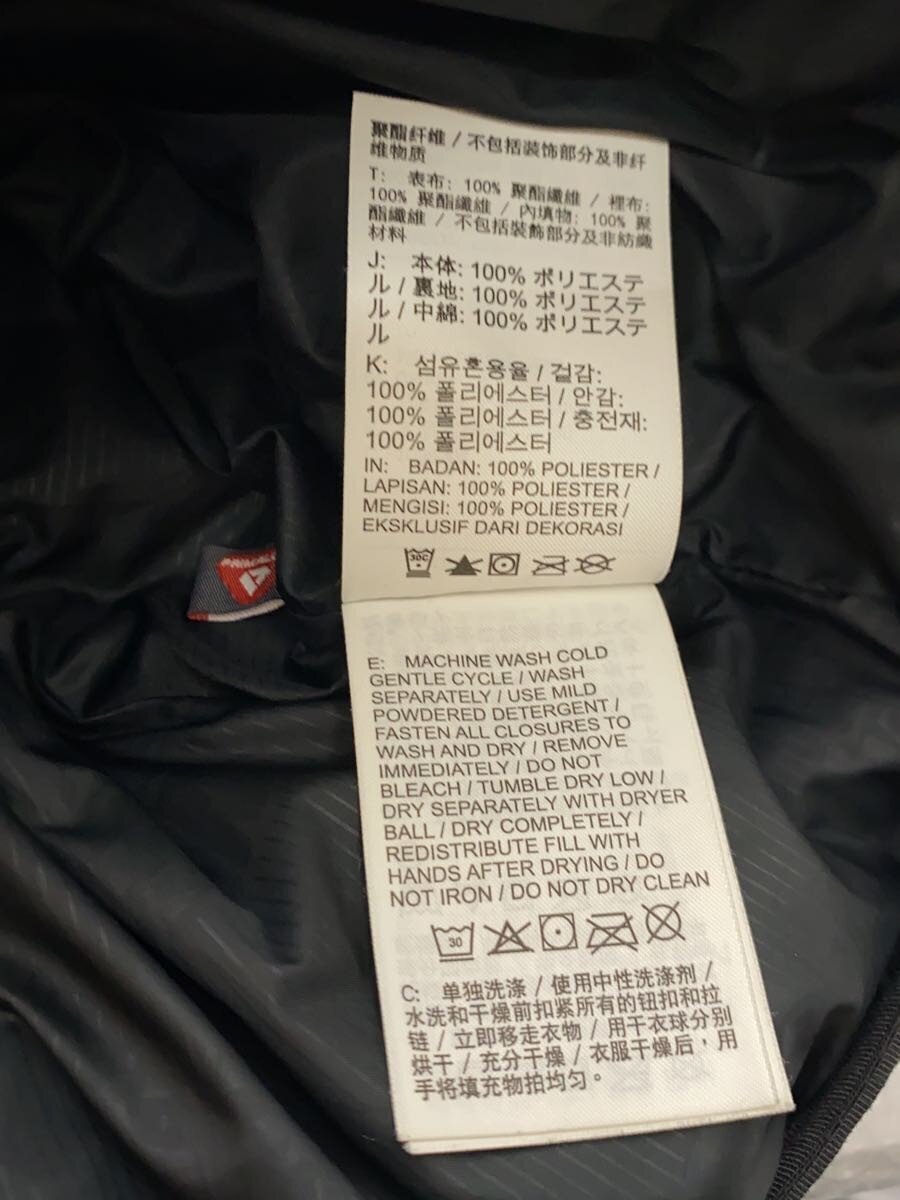 聚酯纤维 / 不包括装饰部分及非纤
维物质
T: 表布: 100% 聚酯纖維 / 裡布:
100% 聚酯纖維 / 內填物: 100% 聚
酯纖維 / 不包括裝飾部分及非紡織
材料
J: 本体: 100% ポリエステ
ル / 裏地: 100% ポリエステ
ル / 中綿: 100% ポリエステ
ル
K: 섬유혼용율 / 겉감:
100% 폴리에스터 / 안감:
100% 폴리에스터 / 충전재:
100% 폴리에스터
IN: BADAN: 100% POLIESTER /
LAPISAN: 100% POLIESTER /
MENGISI: 100% POLIESTER /
EKSKLUSIF DARI DEKORASI
30C
E: MACHINE WASH COLD
GENTLE CYCLE / WASH
SEPARATELY / USE MILD
POWDERED DETERGENT /
FASTEN ALL CLOSURES TO
WASH AND DRY / REMOVE
IMMEDIATELY / DO NOT
BLEACH / TUMBLE DRY LOW /
DRY SEPARATELY WITH DRYER
BALL / DRY COMPLETELY /
REDISTRIBUTE FILL WITH
HANDS AFTER DRYING / DO
NOT IRON / DO NOT DRY CLEAN
30
C: 单独洗涤 / 使用中性洗涤剂 /
水洗和干燥前扣紧所有的钮扣和拉
链 / 立即移走衣物 / 用干衣球分别
烘干 / 充分干燥 / 衣服干燥后，用
手将填充物拍均匀。